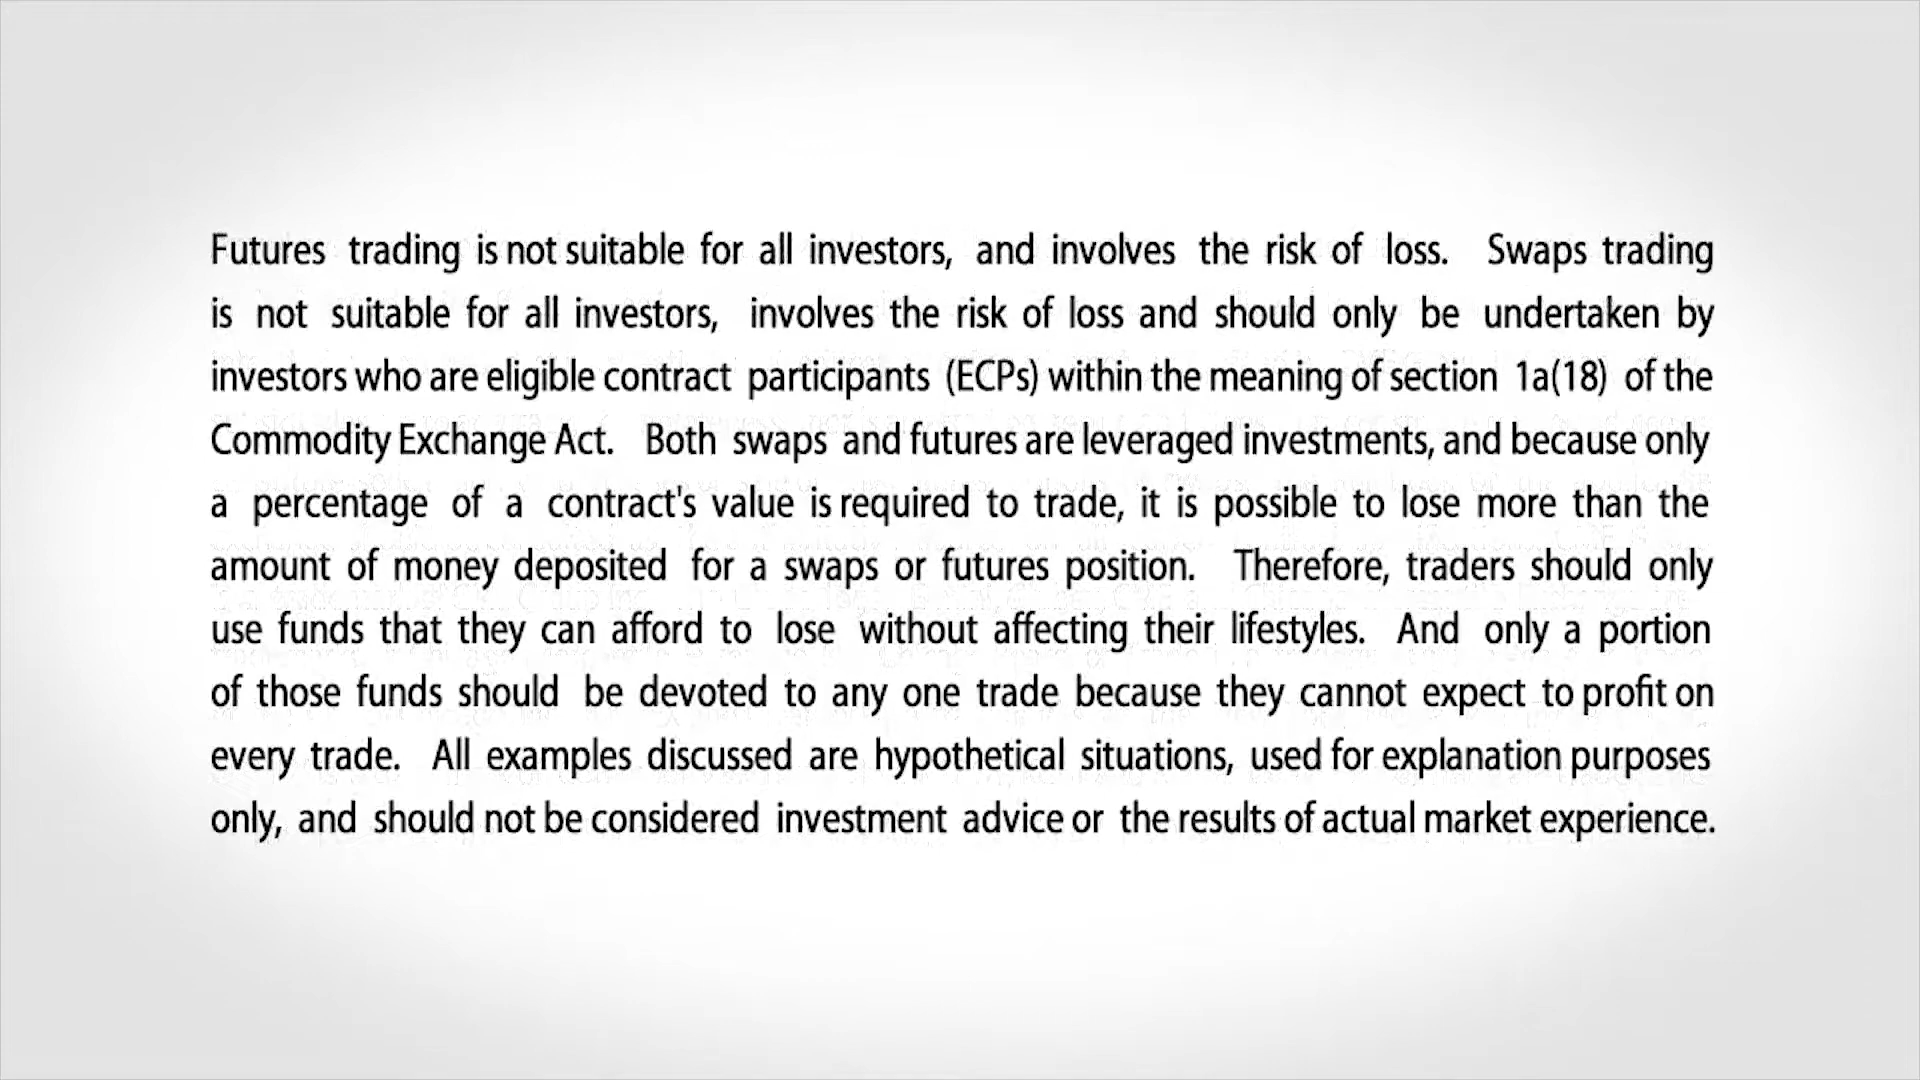 Futures trading is not suitable for all investors, and involves the risk of loss. Swaps trading
is not suitable for all investors, involves the risk of loss and should only be undertaken by
investors who are eligible contract participants (ECPs) within the meaning of section 1a(18) of the
Commodity Exchange Act. Both swaps and futures are leveraged investments, and because only
a percentage of a contract's value is required to trade, it is possible to lose more than the
amount of money deposited for a swaps or futures position. Therefore, traders should only
use funds that they can afford to lose without affecting their lifestyles. And only a portion
of those funds should be devoted to any one trade because they cannot expect to profit on
every trade. All examples discussed are hypothetical situations, used for explanation purposes
only, and should not be considered investment advice or the results of actual market experience.